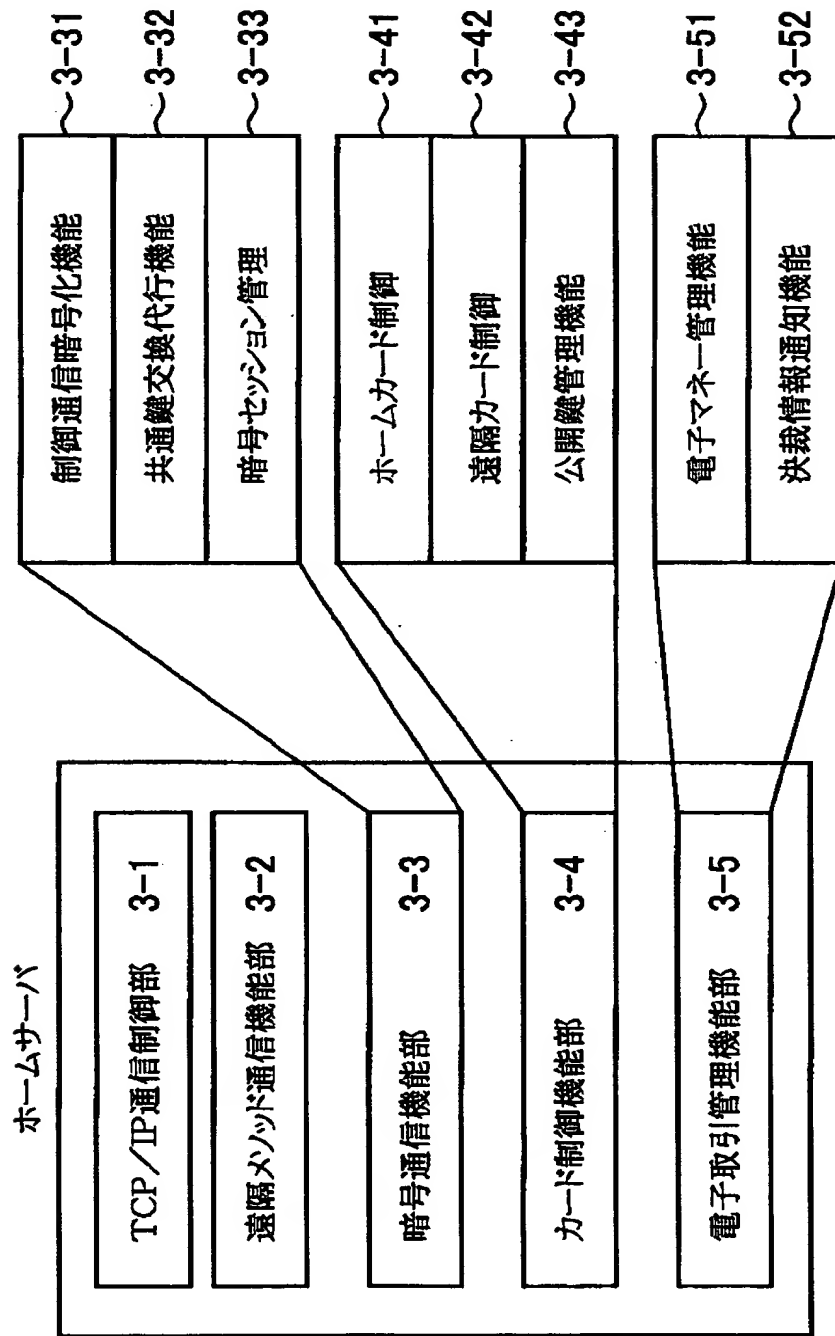 ホームサーバ
TCP/IP通信制御部 3-1
遠隔メソッド通信機能部 3-2
暗号通信機能部 3-3
カード制御機能部 3-4
電子取引管理機能部 3-5
制御通信暗号化機能 3-31
共通鍵交換代行機能 3-32
暗号セッション管理 3-33
ホームカード制御 3-41
遠隔カード制御 3-42
公開鍵管理機能 3-43
電子マネー管理機能 3-51
決裁情報通知機能 3-52